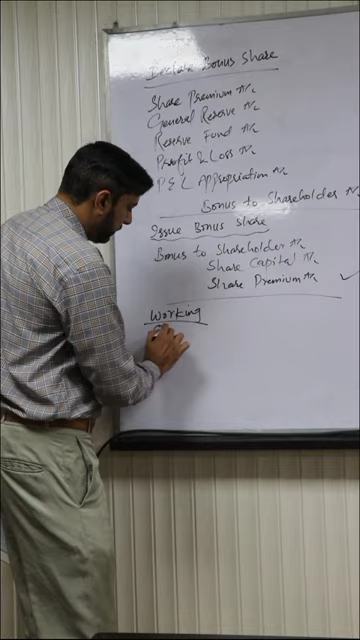 Declare Bonus Share
Share Premium A/c
General Reserve A/c
Reserve Fund A/c
Profit & Loss A/c
P & L Appropriation A/c
Bonus to Shareholder A/c
Issue Bonus Share
Bonus to Shareholder A/c
Share Capital A/c
Share Premium A/c ✓
Working